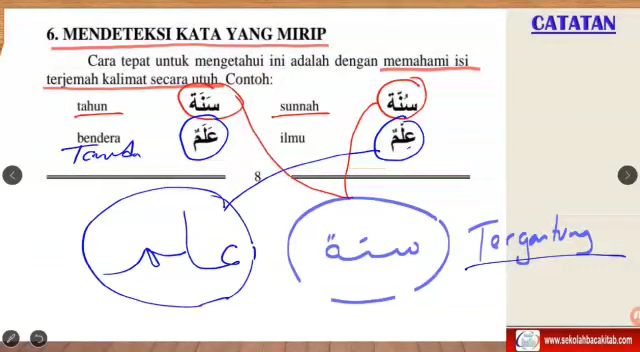 CATATAN
6. MENDETEKSI KATA YANG MIRIP
Cara tepat untuk mengetahui ini adalah dengan memahami isi
terjemah kalimat secara utuh. Contoh:
tahun سَنَة sunnah سُنّة
bendera عَلَمٌ ilmu عِلْمٌ
Tanda
8
علم سنة Tergantung
www.sekolahbacakitab.com